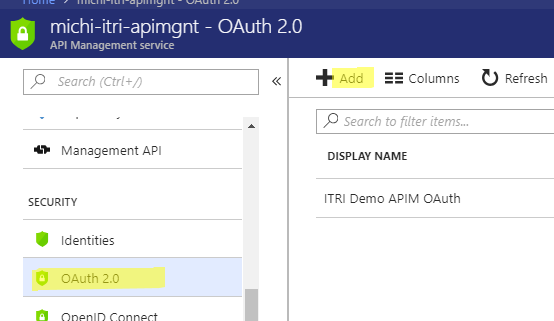 Home > michi-itri-apimgnt - OAuth 2.0
michi-itri-apimgnt - OAuth 2.0
API Management service
Search (Ctrl+/)
«
Add
Columns
Refresh
Search to filter items...
Management API
DISPLAY NAME
SECURITY
ITRI Demo APIM OAuth
Identities
OAuth 2.0
OpenID Connect